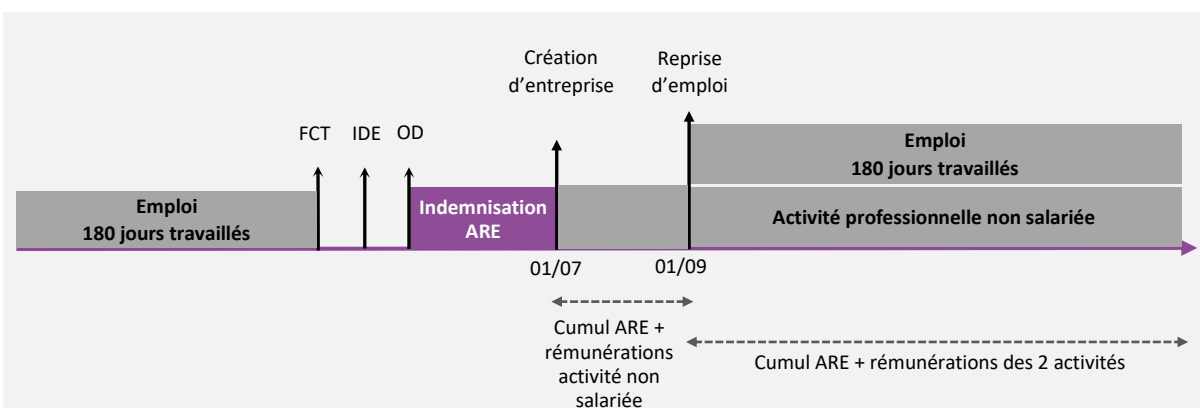 Création
d’entreprise
Reprise
d’emploi
FCT
IDE
OD
Emploi
180 jours travaillés
Indemnisation
ARE
Emploi
180 jours travaillés
Activité professionnelle non salariée
01/07
01/09
Cumul ARE +
rémunérations
activité non
salariée
Cumul ARE + rémunérations des 2 activités